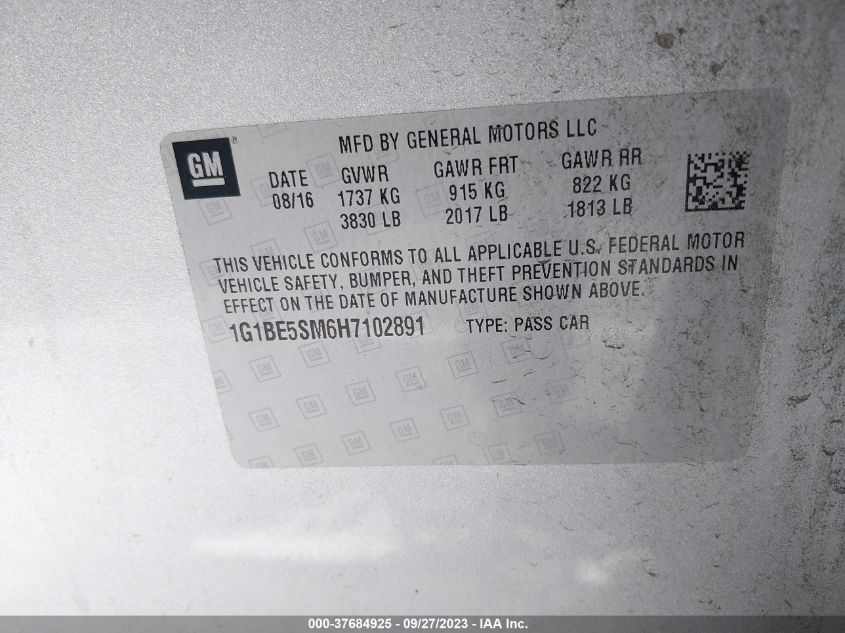 GM
MFD BY GENERAL MOTORS LLC
DATE GVWR GAWR FRT GAWR RR
08/16 1737 KG 915 KG 822 KG
3830 LB 2017 LB 1813 LB
THIS VEHICLE CONFORMS TO ALL APPLICABLE U.S. FEDERAL MOTOR
VEHICLE SAFETY, BUMPER, AND THEFT PREVENTION STANDARDS IN
EFFECT ON THE DATE OF MANUFACTURE SHOWN ABOVE.
1G1BE5SM6H7102891 TYPE: PASS CAR
000-37684925 - 09/27/2023 - IAA Inc.